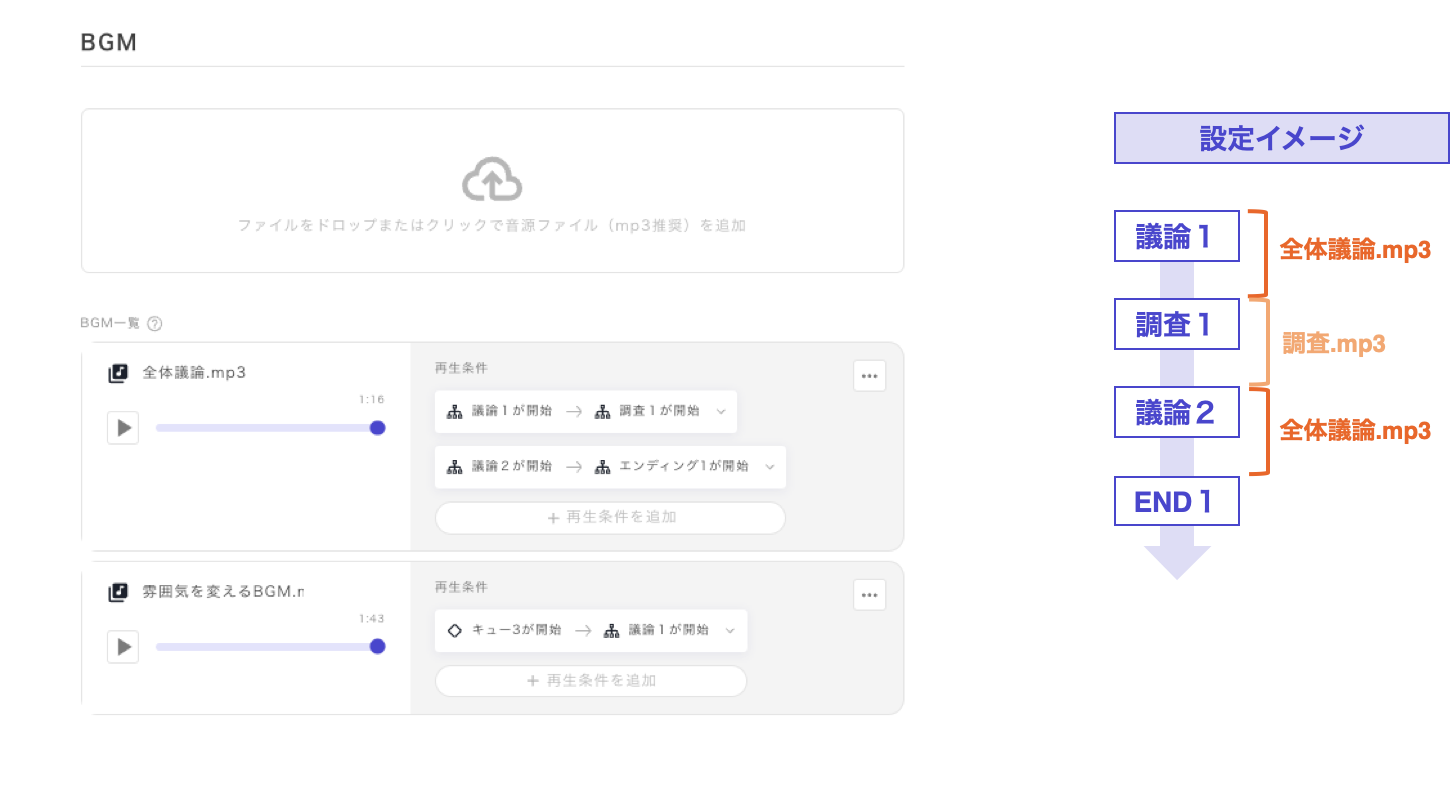 BGM
ファイルをドロップまたはクリックで音源ファイル（mp3推奨）を追加
BGM一覧 ?
全体議論.mp3
1:16
再生条件
議論１が開始 → 調査１が開始
議論２が開始 → エンディング1が開始
+ 再生条件を追加
雰囲気を変えるBGM.n
1:43
再生条件
キュー3が開始 → 議論１が開始
+ 再生条件を追加
設定イメージ
議論１
全体議論.mp3
調査１
調査.mp3
議論２
全体議論.mp3
END１